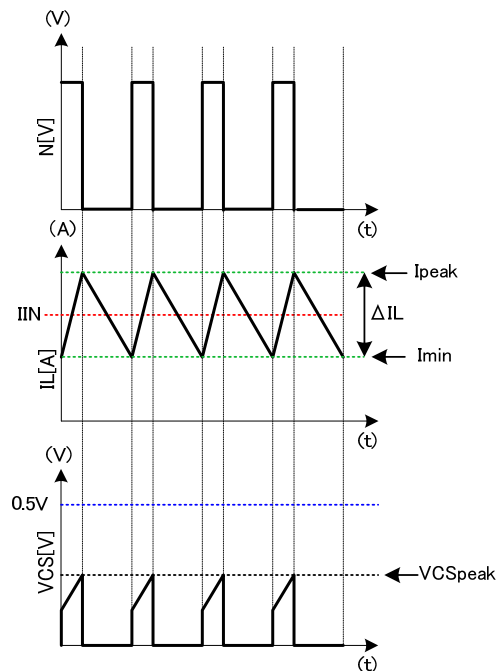 (V)
N[V]
(t)
(A)
Ipeak
IIN
ΔIL
IL[A]
Imin
(t)
(V)
0.5V
VCS[V]
VCSpeak
(t)